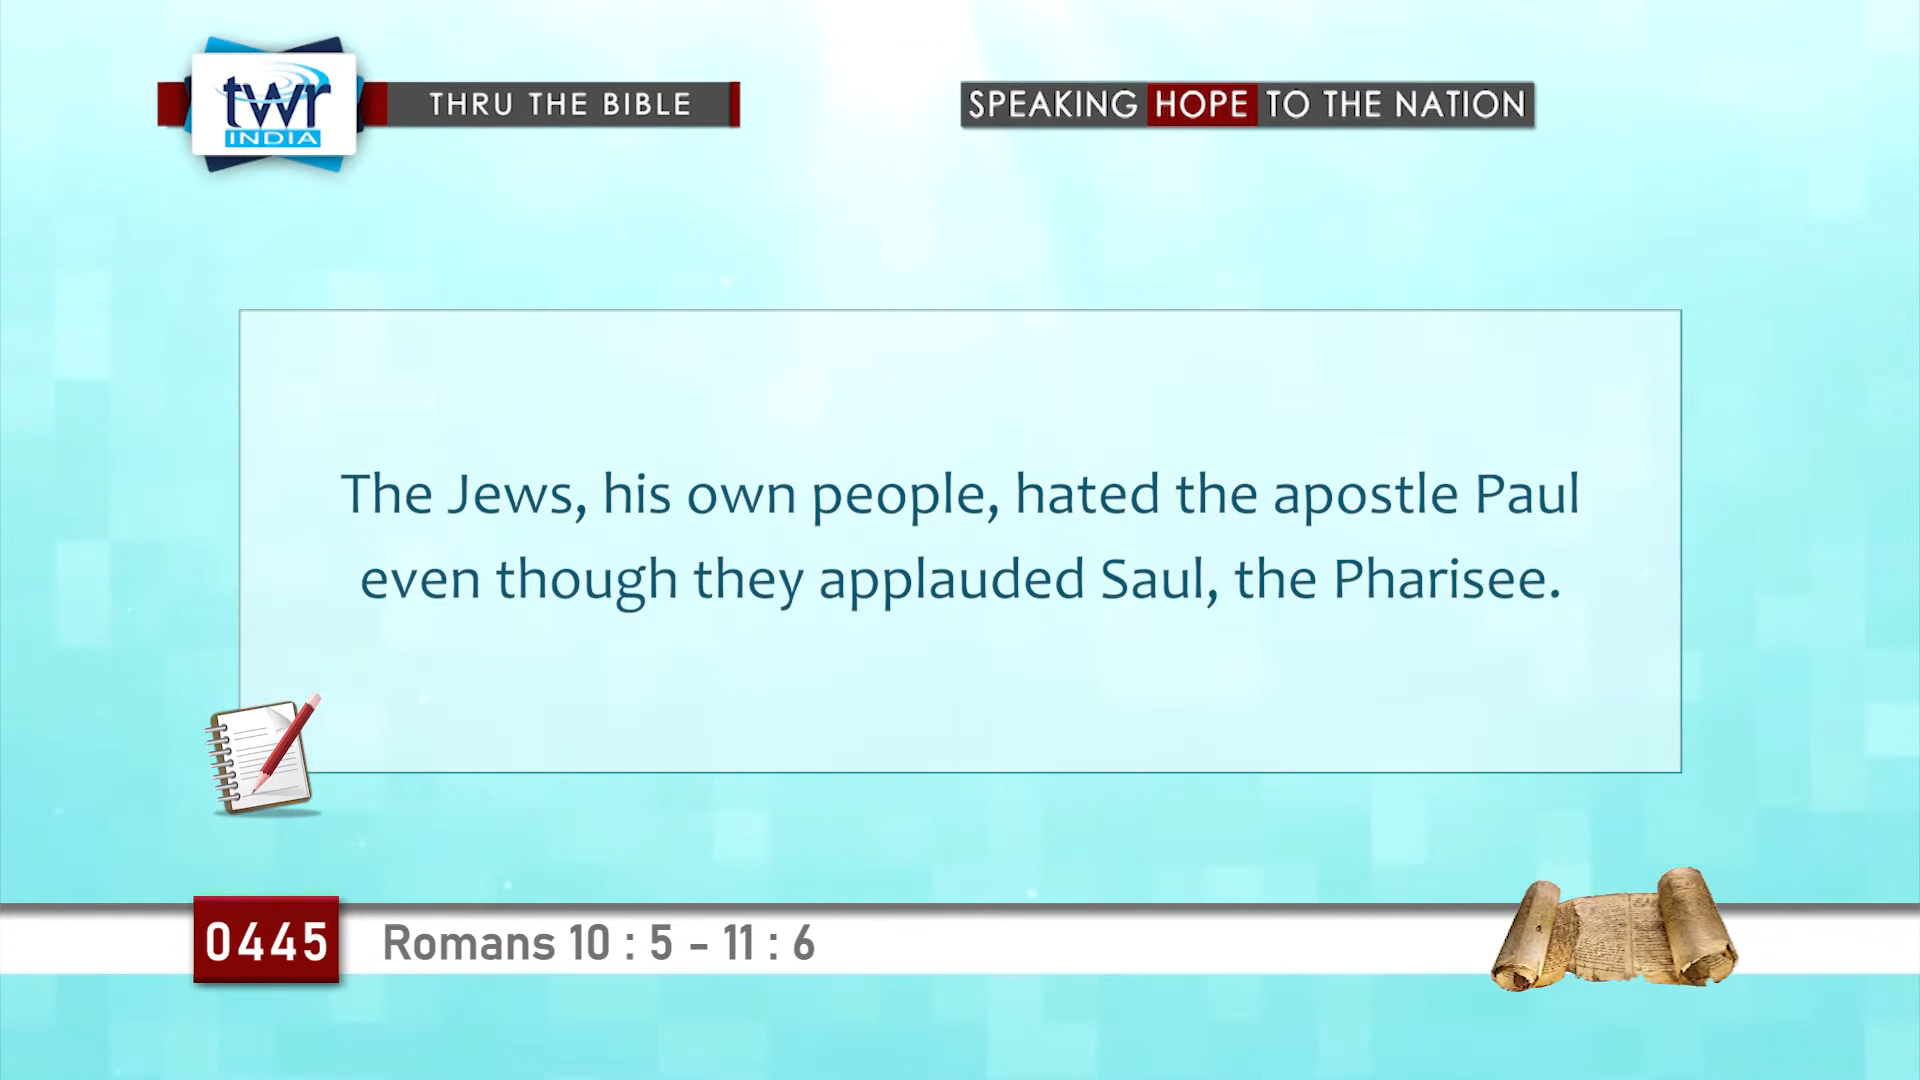 twr
INDIA
THRU THE BIBLE
SPEAKING HOPE TO THE NATION
The Jews, his own people, hated the apostle Paul
even though they applauded Saul, the Pharisee.
0445
Romans 10 : 5 - 11 : 6